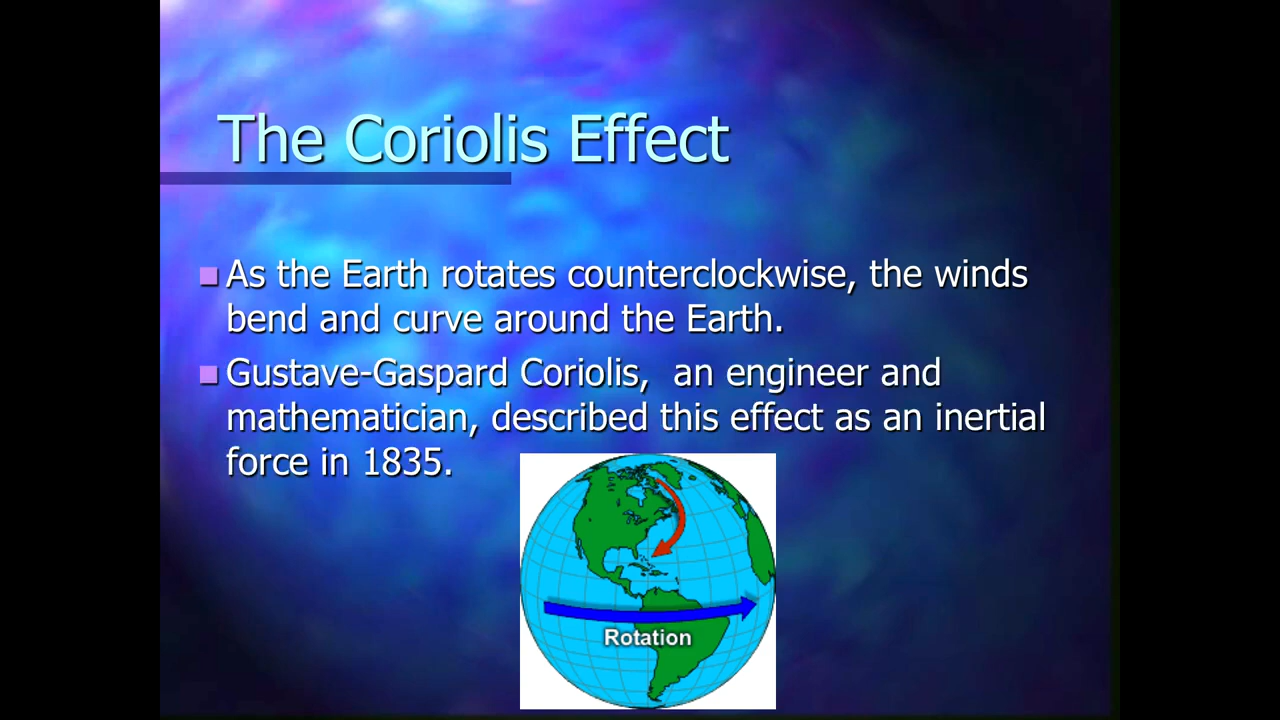 The Coriolis Effect
As the Earth rotates counterclockwise, the winds
bend and curve around the Earth.
Gustave-Gaspard Coriolis,  an engineer and
mathematician, described this effect as an inertial
force in 1835.
Rotation